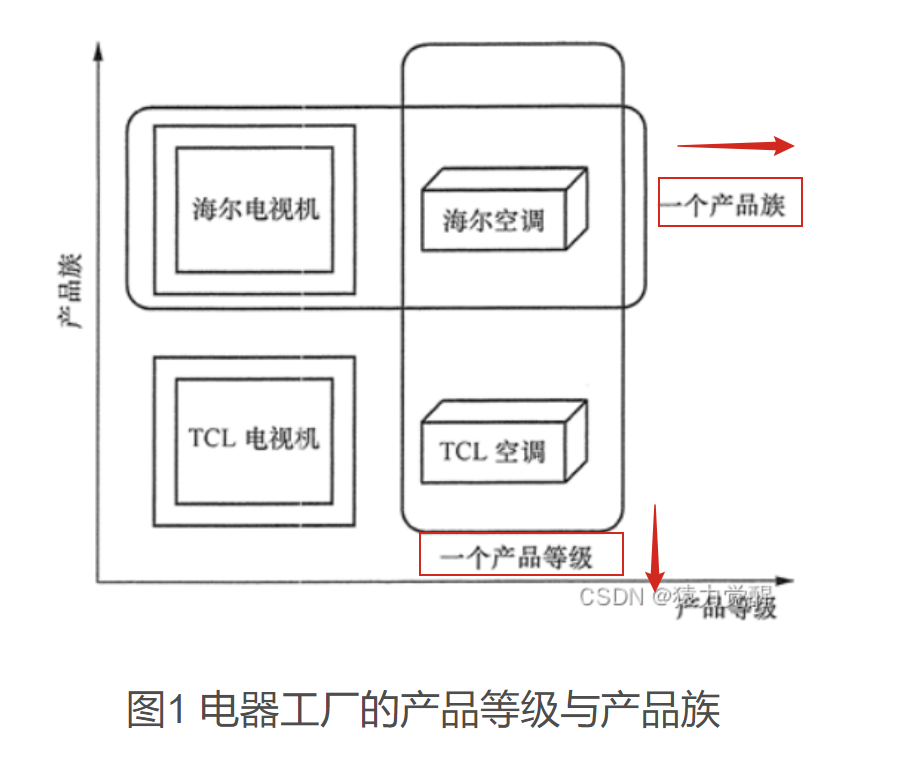 海尔电视机
海尔空调
一个产品族
产品族
TCL 电视机
TCL 空调
一个产品等级
CSDN @猿力觉醒
产品等级
图1 电器工厂的产品等级与产品族